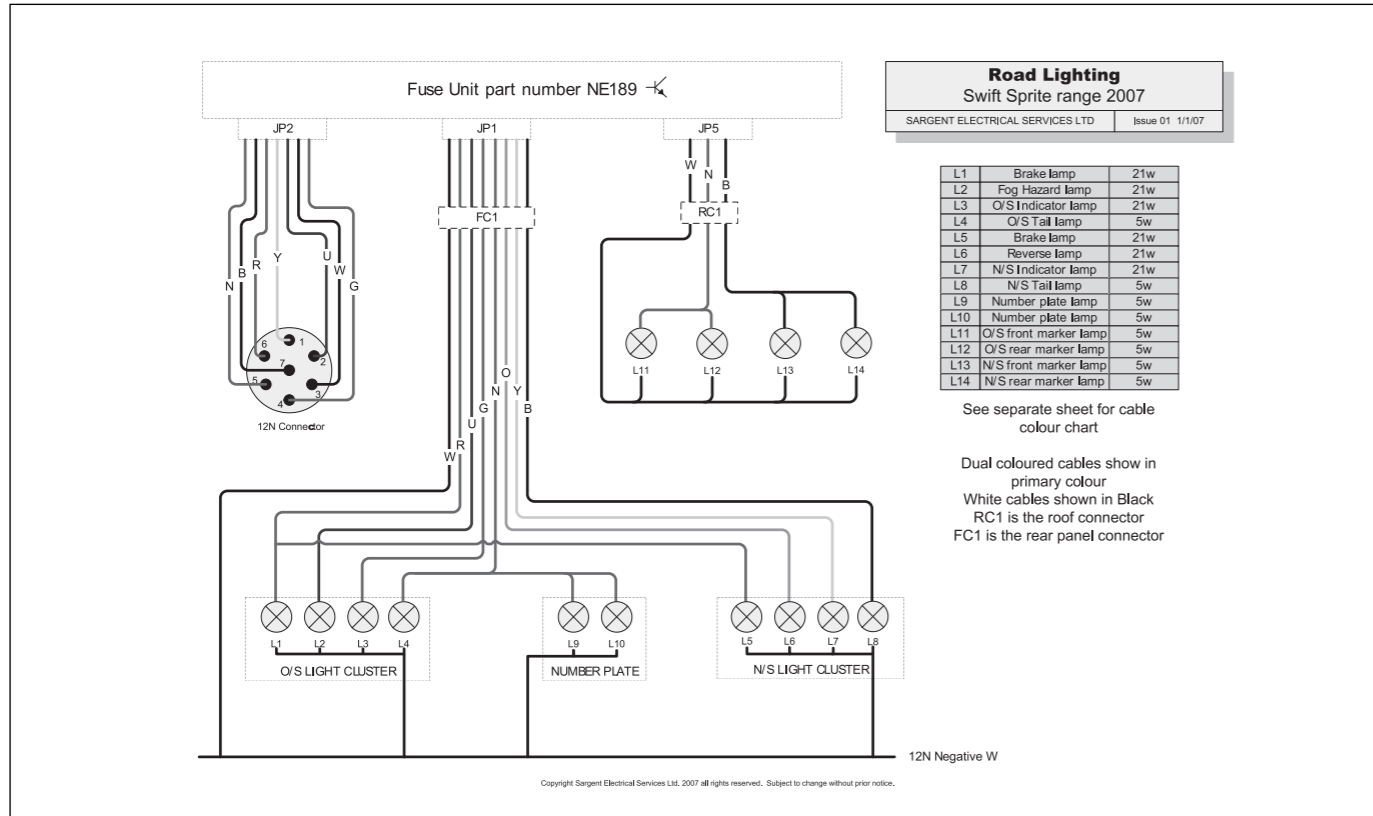 Fuse Unit part number NE189
JP2
JP1
JP5
Road Lighting
Swift Sprite range 2007
SARGENT ELECTRICAL SERVICES LTD
Issue 01 1/1/07
W
N
B
RC1
FC1
N
B
R
Y
U
W
G
1
2
3
4
5
6
7
12N Connector
L1 Brake lamp 21w
L2 Fog Hazard lamp 21w
L3 O/S Indicator lamp 21w
L4 O/S Tail lamp 5w
L5 Brake lamp 21w
L6 Reverse lamp 21w
L7 N/S Indicator lamp 21w
L8 N/S Tail lamp 5w
L9 Number plate lamp 5w
L10 Number plate lamp 5w
L11 O/S front marker lamp 5w
L12 O/S rear marker lamp 5w
L13 N/S front marker lamp 5w
L14 N/S rear marker lamp 5w
See separate sheet for cable
colour chart
Dual coloured cables show in
primary colour
White cables shown in Black
RC1 is the roof connector
FC1 is the rear panel connector
L11
L12
L13
L14
W
R
U
G
N
O
Y
B
L1
L2
L3
L4
O/S LIGHT CLUSTER
L9
L10
NUMBER PLATE
L5
L6
L7
L8
N/S LIGHT CLUSTER
12N Negative W
Copyright Sargent Electrical Services Ltd. 2007 all rights reserved. Subject to change without prior notice.